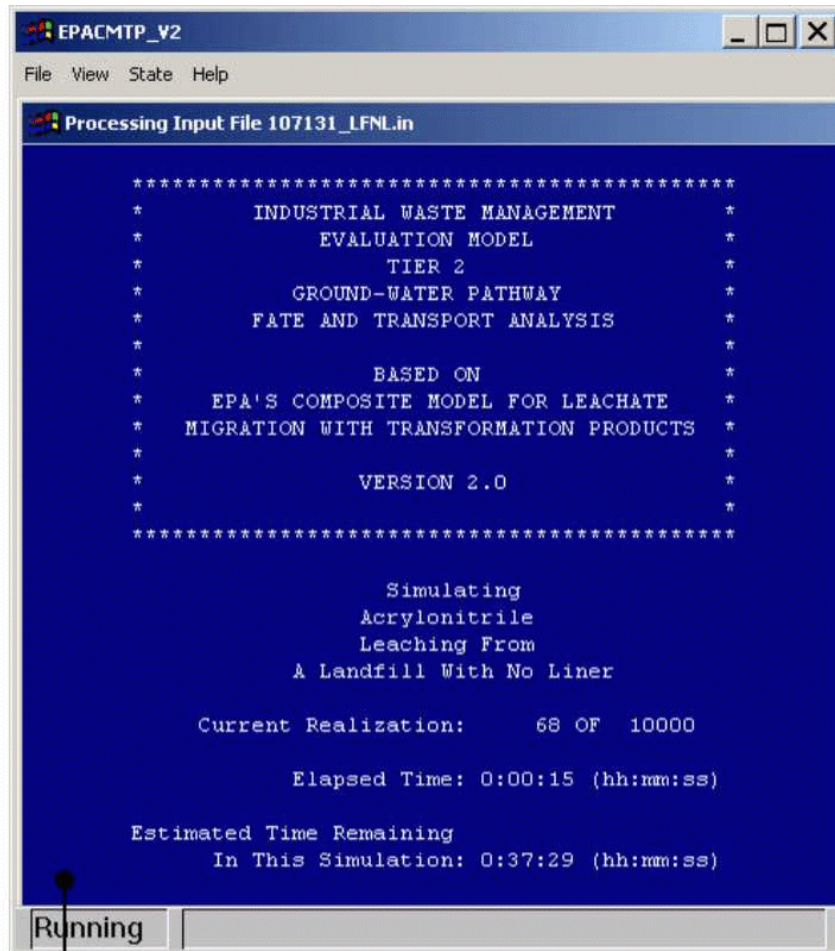 EPACMTP_V2
File View State Help
Processing Input File 107131_LFNL.in
*********************************************
* INDUSTRIAL WASTE MANAGEMENT *
* EVALUATION MODEL *
* TIER 2 *
* GROUND-WATER PATHWAY *
* FATE AND TRANSPORT ANALYSIS *
* *
* BASED ON *
* EPA'S COMPOSITE MODEL FOR LEACHATE *
* MIGRATION WITH TRANSFORMATION PRODUCTS *
* *
* VERSION 2.0 *
* *
*********************************************
Simulating
Acrylonitrile
Leaching From
A Landfill With No Liner
Current Realization: 68 OF 10000
Elapsed Time: 0:00:15 (hh:mm:ss)
Estimated Time Remaining
In This Simulation: 0:37:29 (hh:mm:ss)
Running